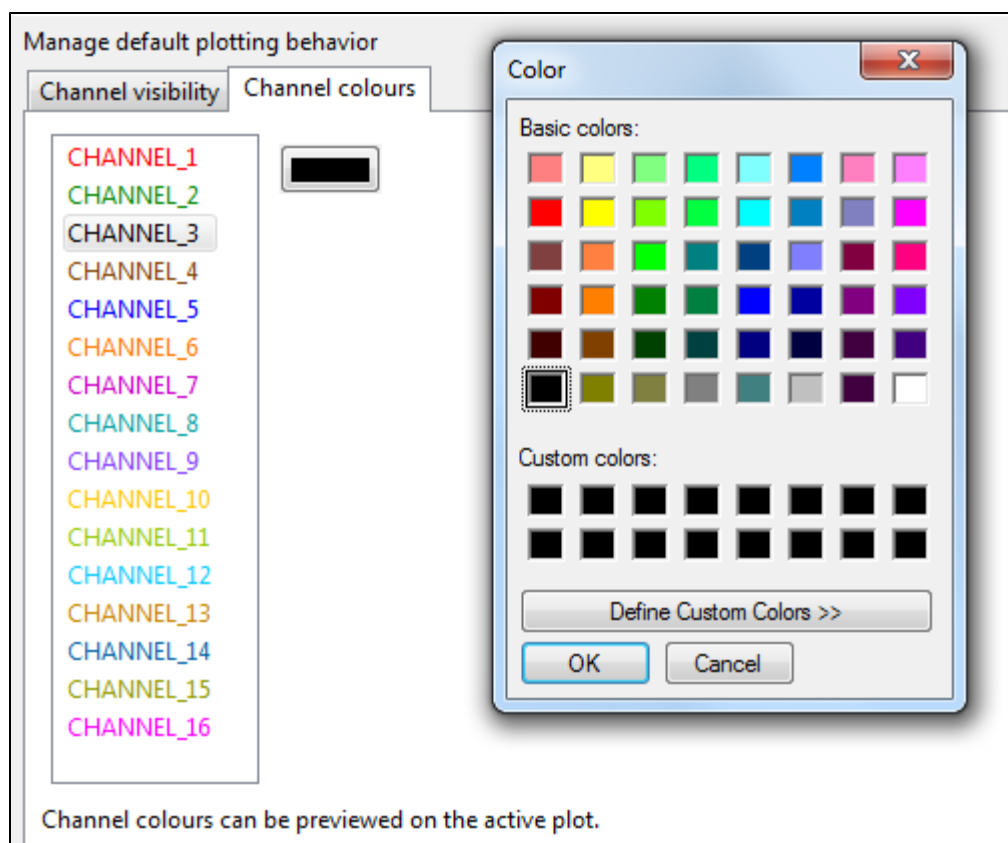 Manage default plotting behavior
Channel visibility
Channel colours
CHANNEL_1
CHANNEL_2
CHANNEL_3
CHANNEL_4
CHANNEL_5
CHANNEL_6
CHANNEL_7
CHANNEL_8
CHANNEL_9
CHANNEL_10
CHANNEL_11
CHANNEL_12
CHANNEL_13
CHANNEL_14
CHANNEL_15
CHANNEL_16
Channel colours can be previewed on the active plot.
Color
Basic colors:
Custom colors:
Define Custom Colors >>
OK
Cancel